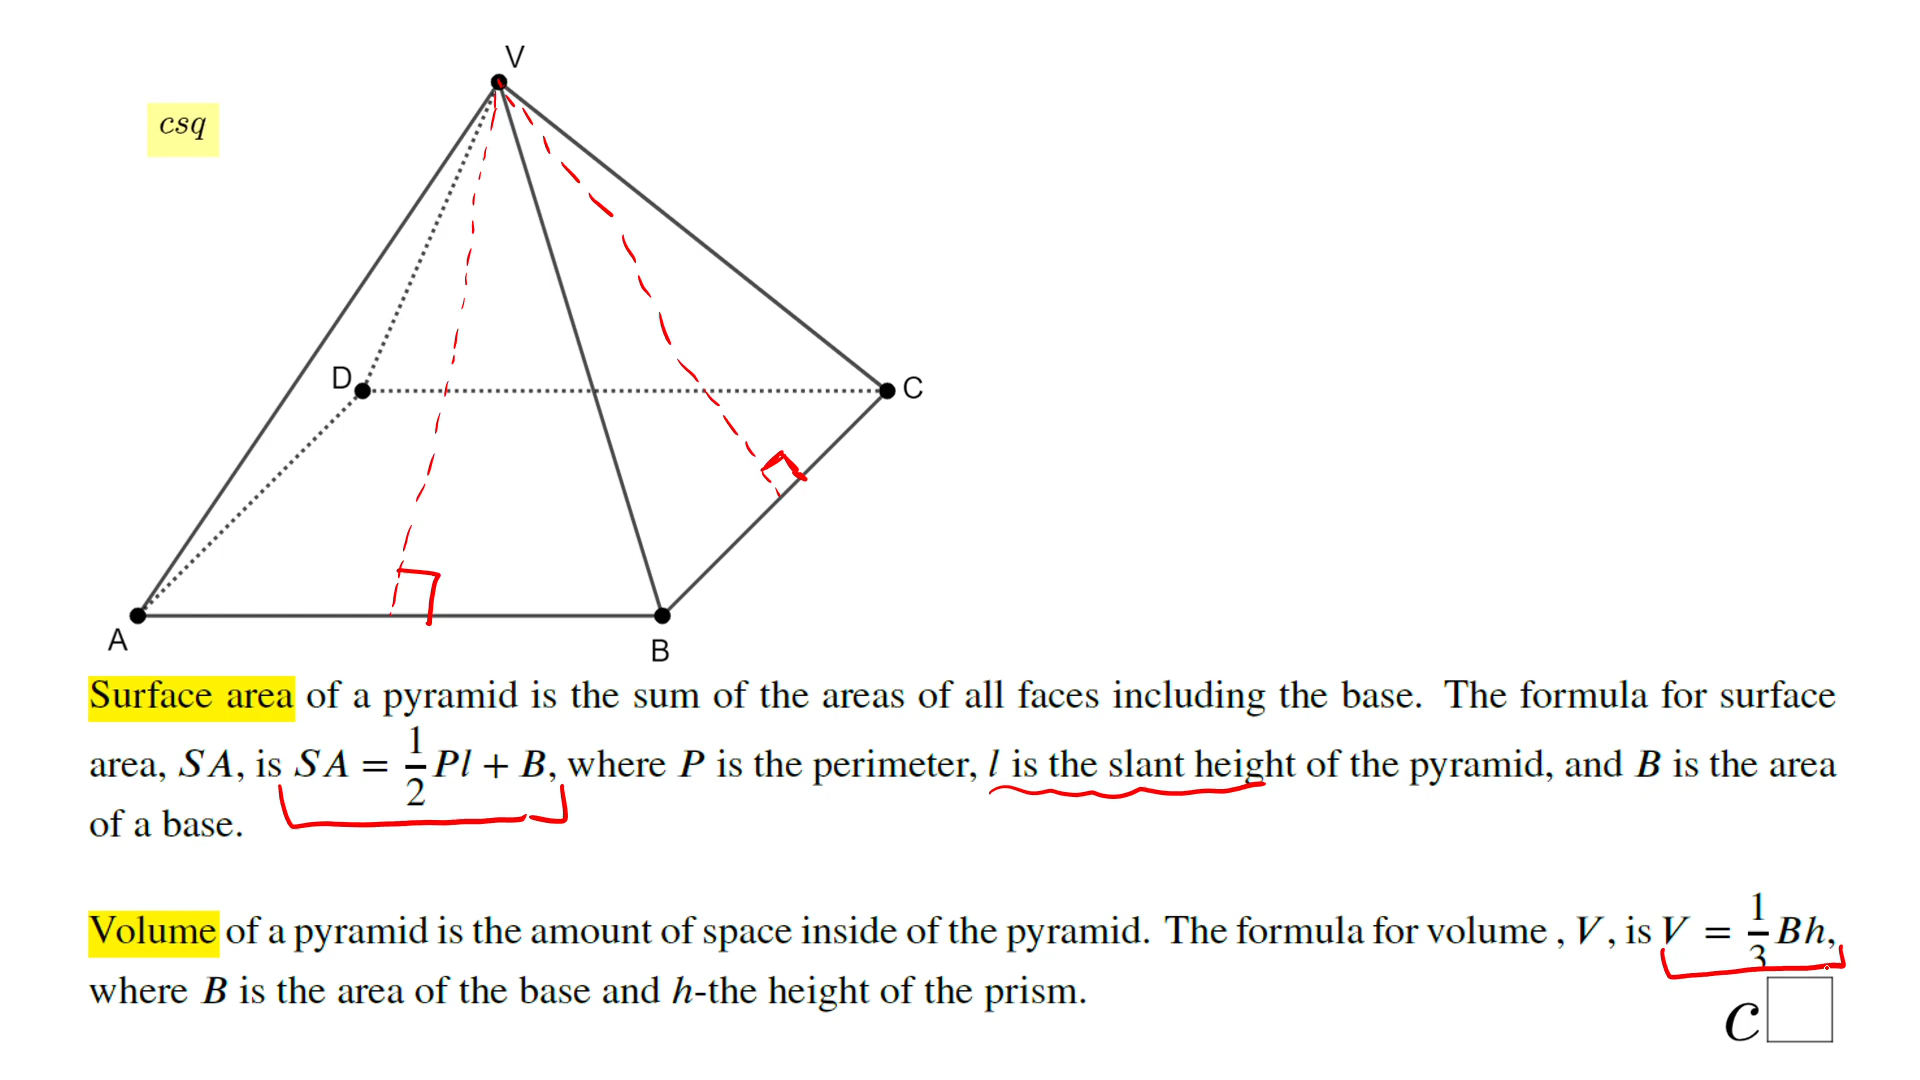 V
csq
D
C
A
B
Surface area of a pyramid is the sum of the areas of all faces including the base. The formula for surface
area, SA, is SA = \frac{1}{2}Pl + B, where P is the perimeter, l is the slant height of the pyramid, and B is the area
of a base.
Volume of a pyramid is the amount of space inside of the pyramid. The formula for volume , V, is V = \frac{1}{3}Bh,
where B is the area of the base and h-the height of the prism.
c